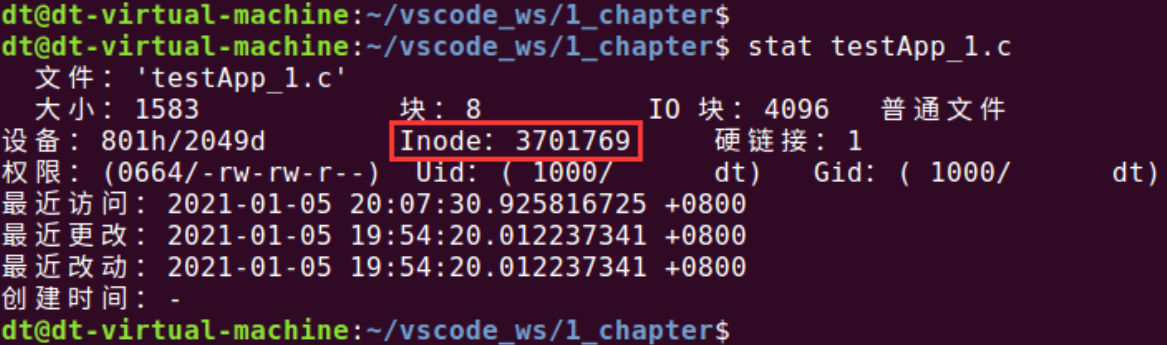 dt@dt-virtual-machine:~/vscode_ws/1_chapter$
dt@dt-virtual-machine:~/vscode_ws/1_chapter$ stat testApp_1.c
文件：'testApp_1.c'
大小：1583 块：8 IO 块：4096 普通文件
设备：801h/2049d Inode：3701769 硬链接：1
权限：(0664/-rw-rw-r--) Uid：( 1000/ dt) Gid：( 1000/ dt)
最近访问：2021-01-05 20:07:30.925816725 +0800
最近更改：2021-01-05 19:54:20.012237341 +0800
最近改动：2021-01-05 19:54:20.012237341 +0800
创建时间：-
dt@dt-virtual-machine:~/vscode_ws/1_chapter$